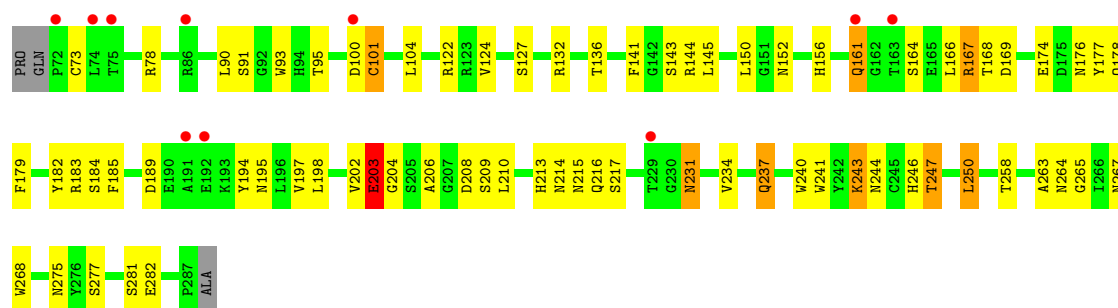 PRO GLN P72 C73 L74 T75 R78 R86 L90 S91 G92 W93 H94 T95 D100 C101 L104 R122 R123 V124 S127 R132 T136 F141 G142 S143 R144 L145 L150 G151 N152 H156 Q161 G162 T163 S164 E165 L166 R167 T168 D169 E174 D175 N176 Y177
F179 Y182 R183 S184 F185 D189 E190 A191 E192 K193 Y194 N195 L196 V197 L198 V202 E203 G204 S205 A206 G207 D208 S209 L210 H213 N214 N215 Q216 S217 T229 G230 N231 V234 Q237 W240 W241 Y242 K243 N244 C245 H246 T247 L250 T258 A263 N264 G265 I266 N267
W268 N275 Y276 S277 S281 E282 P287 ALA